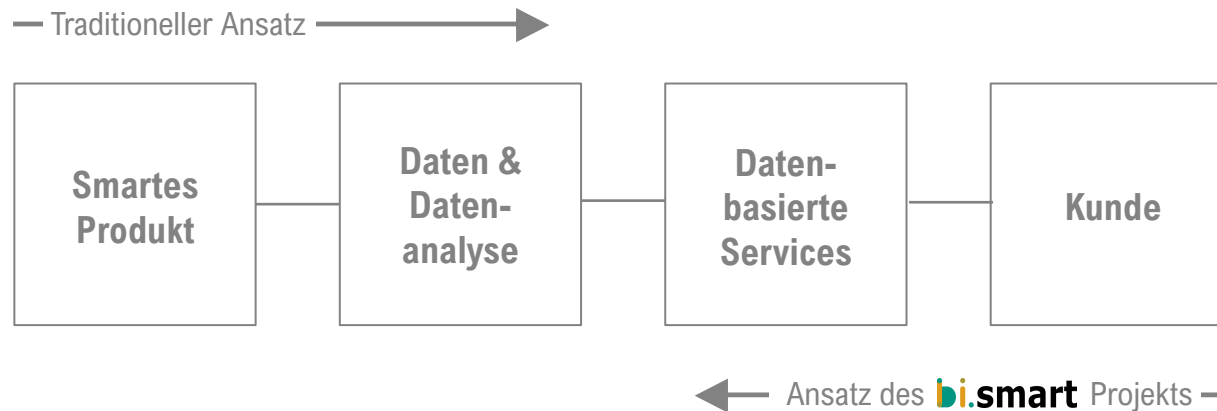 Traditioneller Ansatz
Smartes
Produkt
Daten &
Daten-
analyse
Daten-
basierte
Services
Kunde
Ansatz des bi.smart Projekts